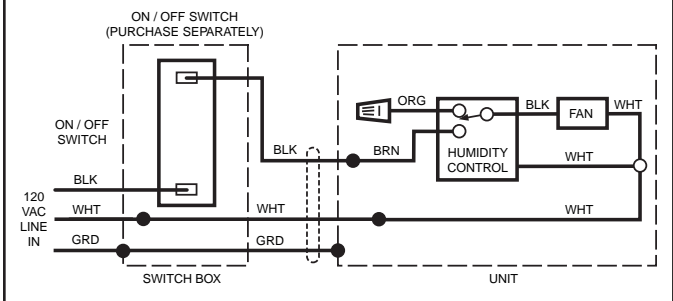 ON / OFF SWITCH
(PURCHASE SEPARATELY)
ON / OFF
SWITCH
BLK
120
VAC
LINE
IN
WHT
GRD
BLK
WHT
GRD
SWITCH BOX
ORG
BRN
HUMIDITY
CONTROL
BLK
FAN
WHT
WHT
WHT
UNIT